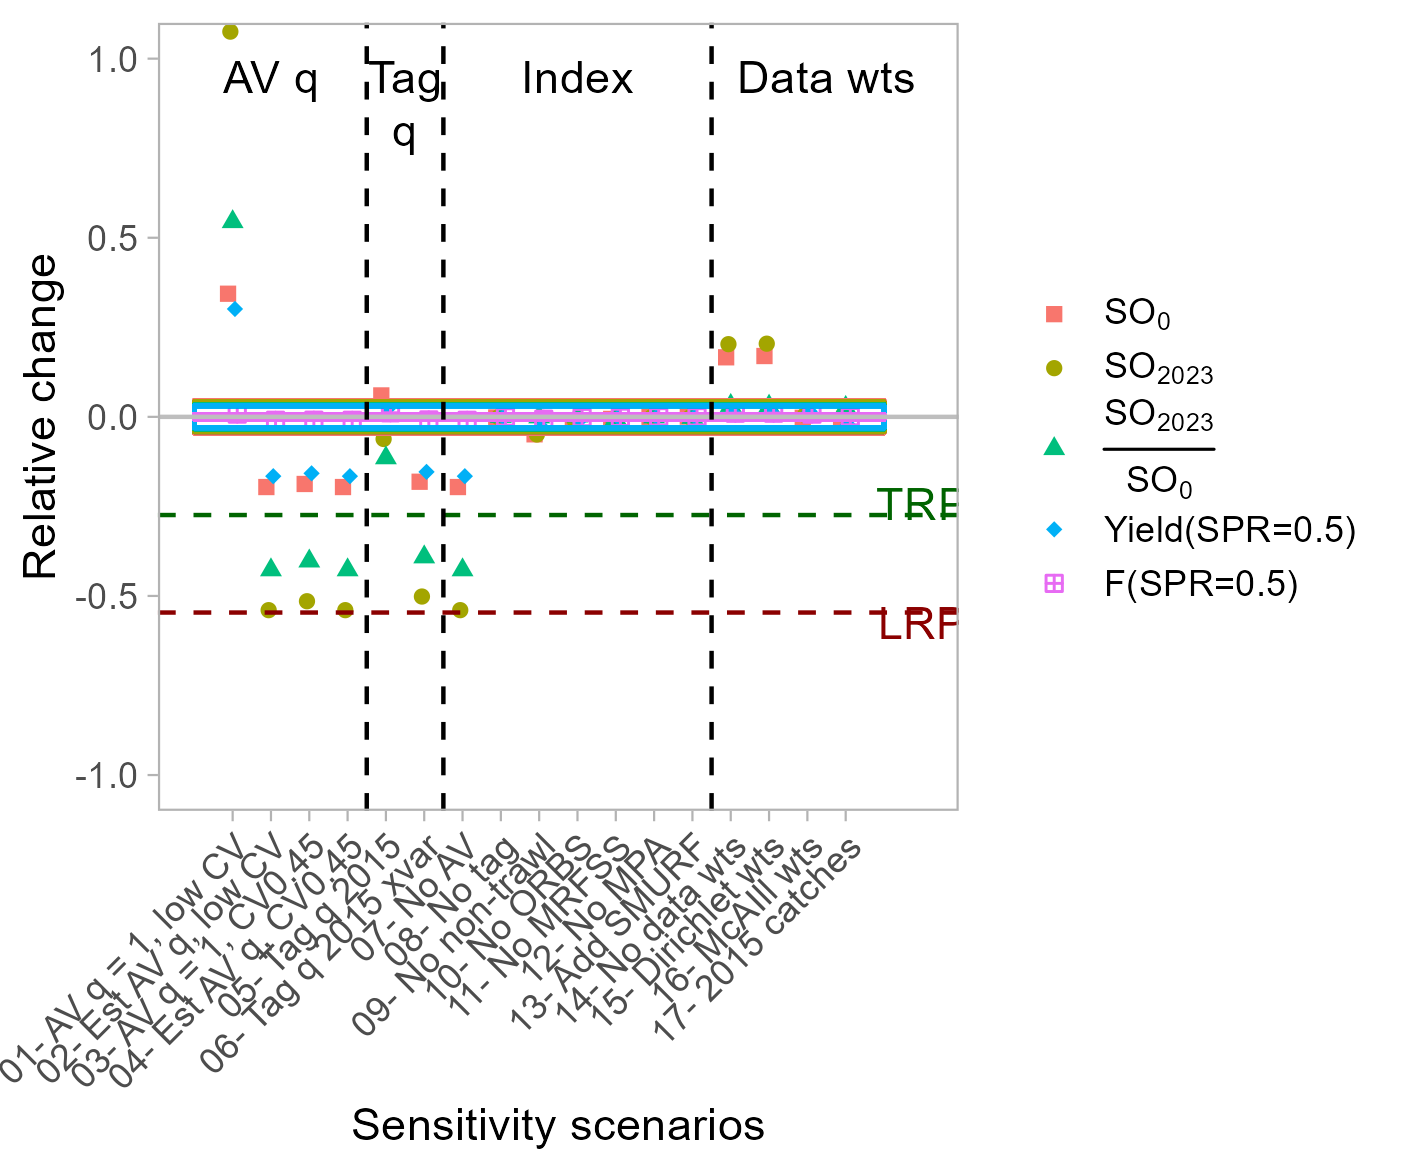 1.0
0.5
0.0
-0.5
-1.0
Relative change
AV q
Tag
q
Index
Data wts
TRP
LRP
01- AV q = 1, low CV
02- Est AV q, low CV
03- AV q = 1, CV0.45
04- Est AV q, CV0.45
05- Tag q 2015
06- Tag q 2015 xvar
07- No AV
08- No tag
09- No non-trawl
10- No ORBS
11- No MRFSS
12- No MPA
13- Add SMURF
14- No data wts
15- Dirichlet wts
16- McAlll wts
17- 2015 catches
Sensitivity scenarios
SO0
SO2023
SO2023
SO0
Yield(SPR=0.5)
F(SPR=0.5)